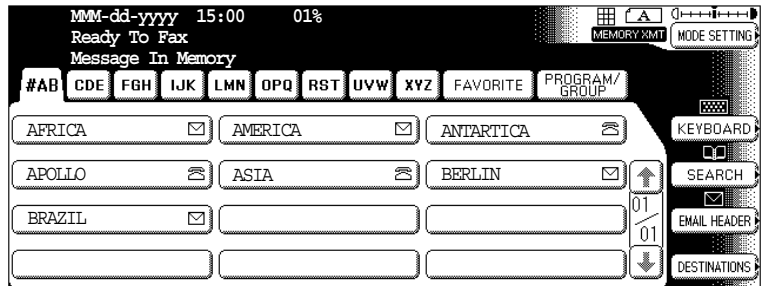 MMM-dd-yyyy 15:00 01%
Ready To Fax
MEMORY XMT MODE SETTING
Message In Memory
#AB CDE FGH IJK LMN OPQ RST UVW XYZ FAVORITE PROGRAM/
GROUP
AFRICA AMERICA ANTARTICA KEYBOARD
APOLLO ASIA BERLIN SEARCH
BRAZIL 01/01 EMAIL HEADER
DESTINATIONS